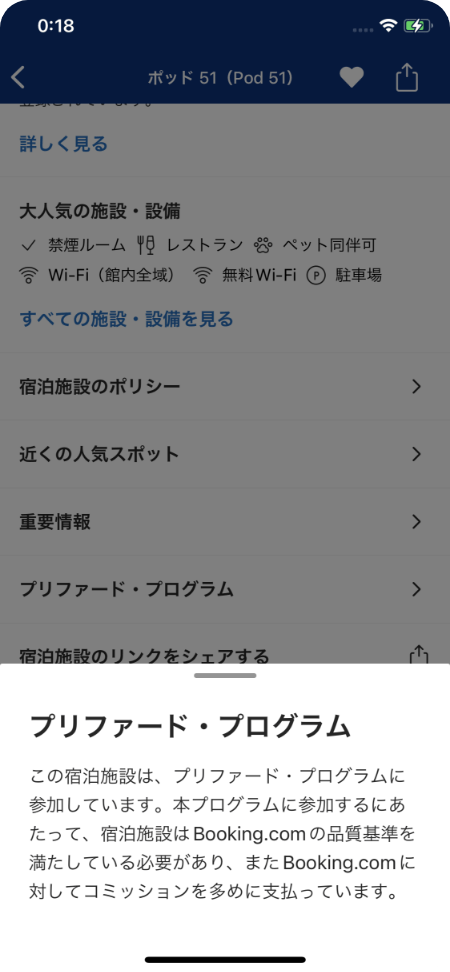 0:18
ポッド 51（Pod 51）
詳しく見る
大人気の施設・設備
禁煙ルーム レストラン ペット同伴可
Wi-Fi（館内全域） 無料Wi-Fi P 駐車場
すべての施設・設備を見る
宿泊施設のポリシー
近くの人気スポット
重要情報
プリファード・プログラム
宿泊施設のリンクをシェアする
プリファード・プログラム
この宿泊施設は、プリファード・プログラムに
参加しています。本プログラムに参加するにあ
たって、宿泊施設はBooking.comの品質基準を
満たしている必要があり、またBooking.comに
対してコミッションを多めに支払っています。